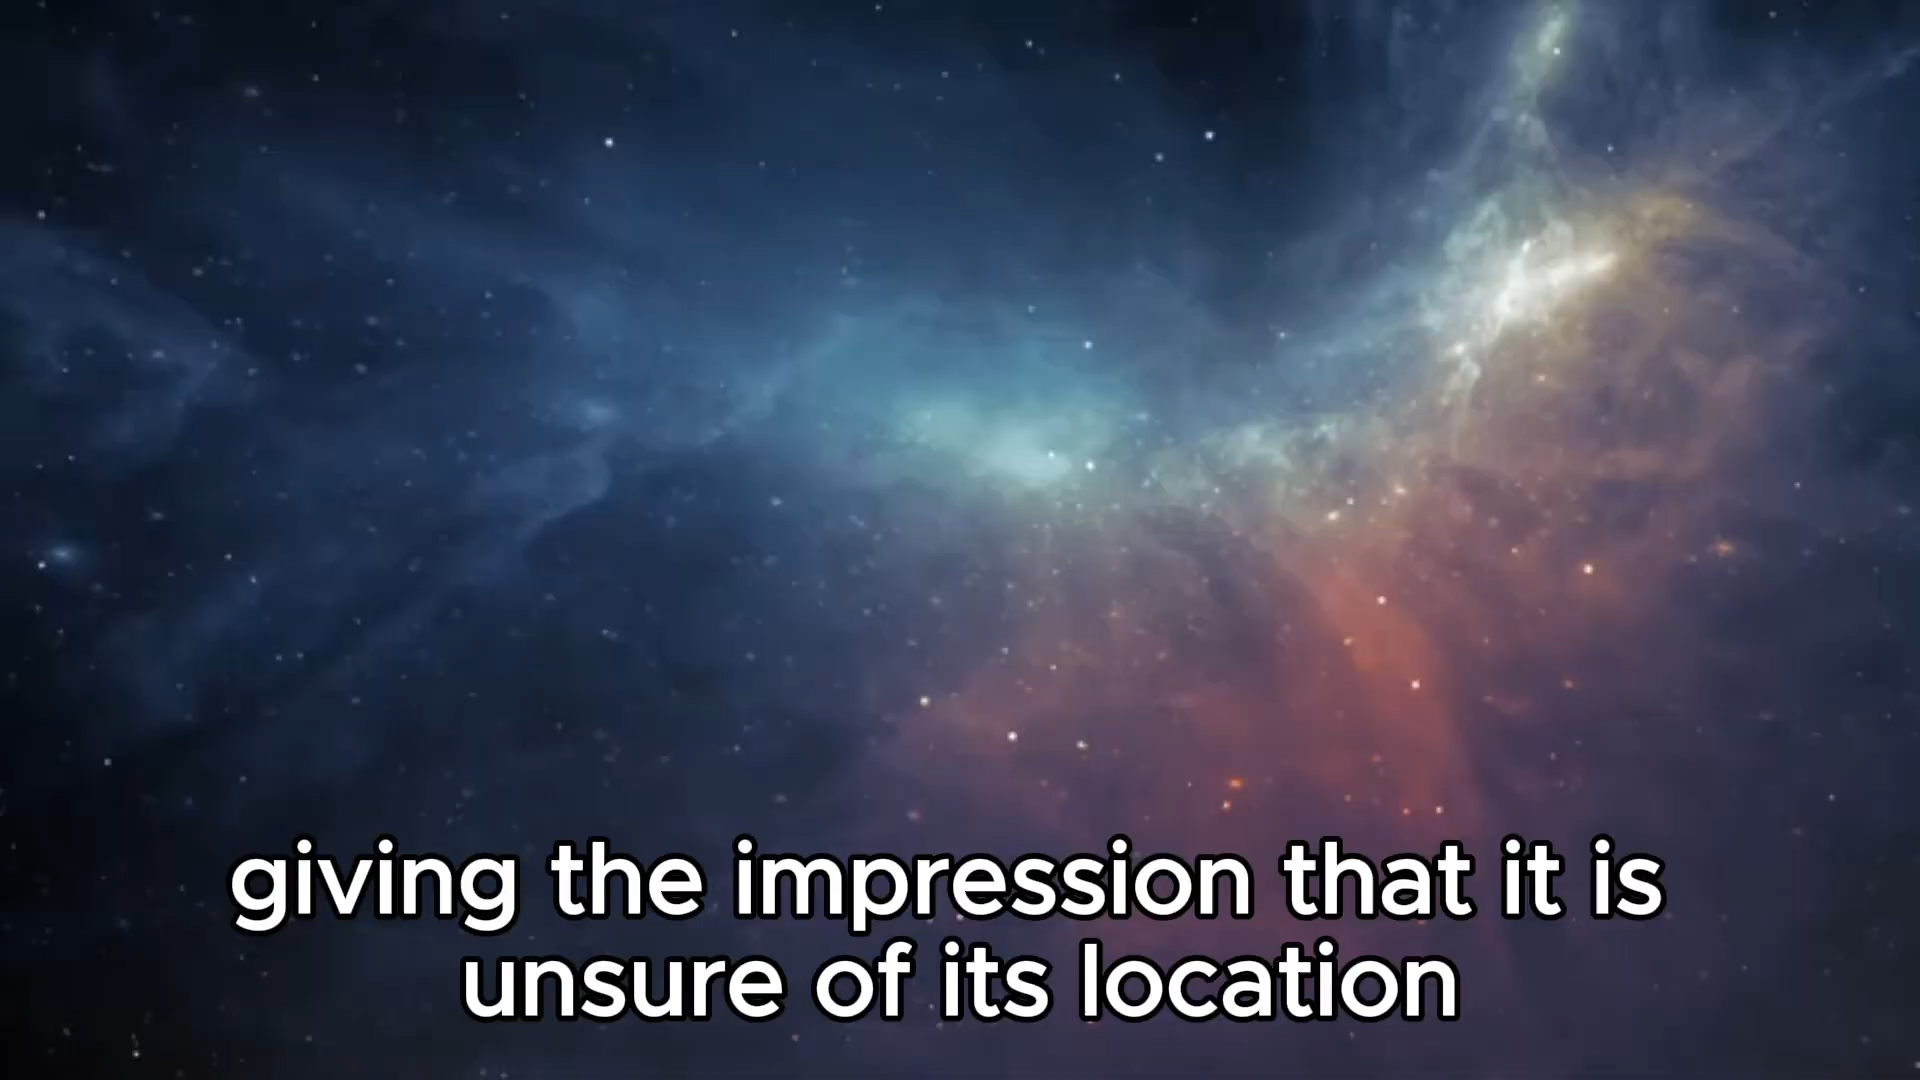 giving the impression that it is
unsure of its location